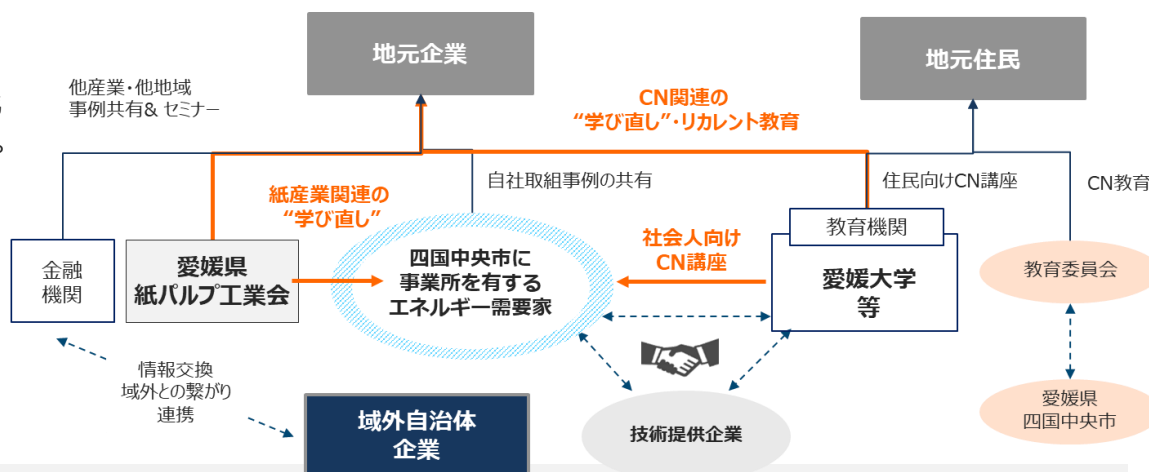 地元企業
地元住民
他産業・他地域
事例共有& セミナー
CN関連の
“学び直し”・リカレント教育
紙産業関連の
“学び直し”
自社取組事例の共有
住民向けCN講座
CN教育
社会人向け
CN講座
教育機関
金融
機関
愛媛県
紙パルプ工業会
四国中央市に
事業所を有する
エネルギー需要家
愛媛大学
等
教育委員会
情報交換
域外との繋がり
連携
域外自治体
企業
技術提供企業
愛媛県
四国中央市